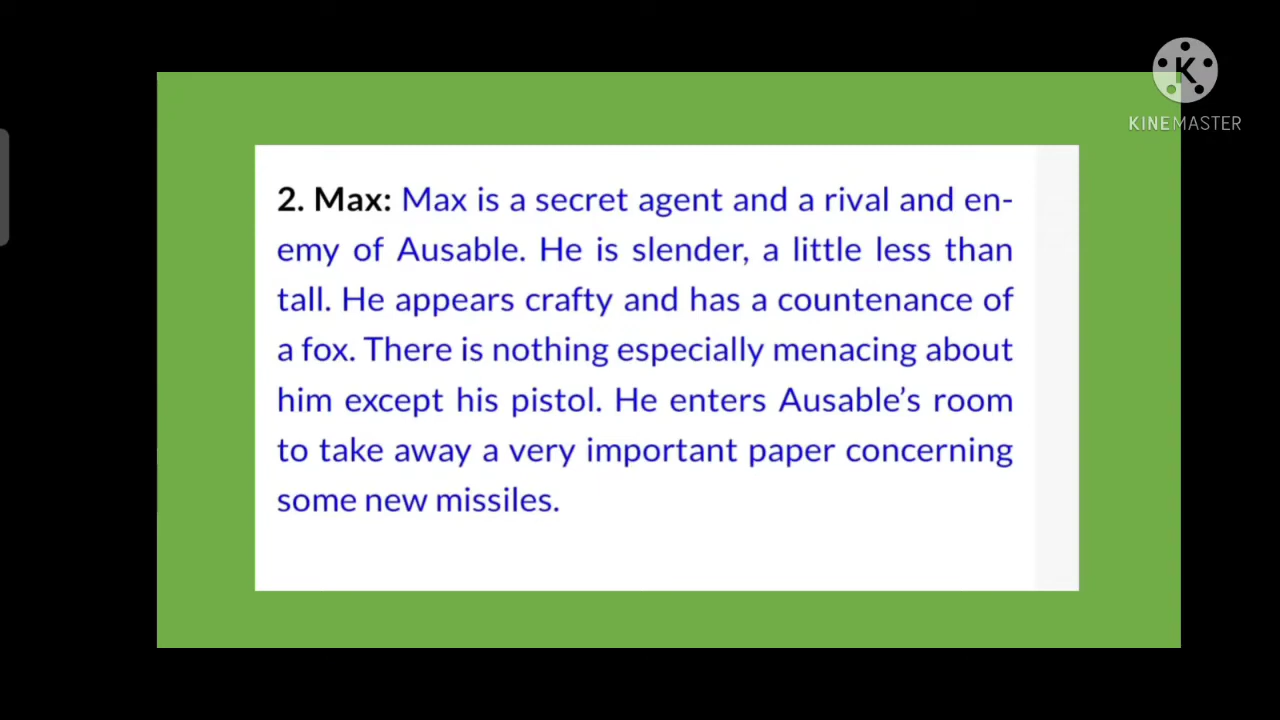 K
KINEMASTER
2. Max: Max is a secret agent and a rival and en-
emy of Ausable. He is slender, a little less than
tall. He appears crafty and has a countenance of
a fox. There is nothing especially menacing about
him except his pistol. He enters Ausable’s room
to take away a very important paper concerning
some new missiles.